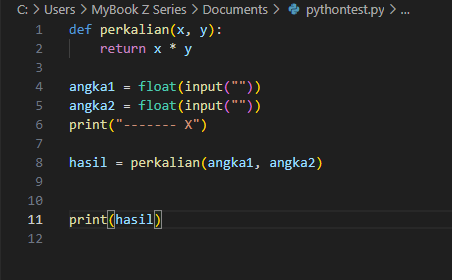 C: > Users > MyBook Z Series > Documents > pythontest.py > ...
1 def perkalian(x, y):
2     return x * y
3
4 angka1 = float(input(""))
5 angka2 = float(input(""))
6 print("------- X")
7
8 hasil = perkalian(angka1, angka2)
9
10
11 print(hasil)
12